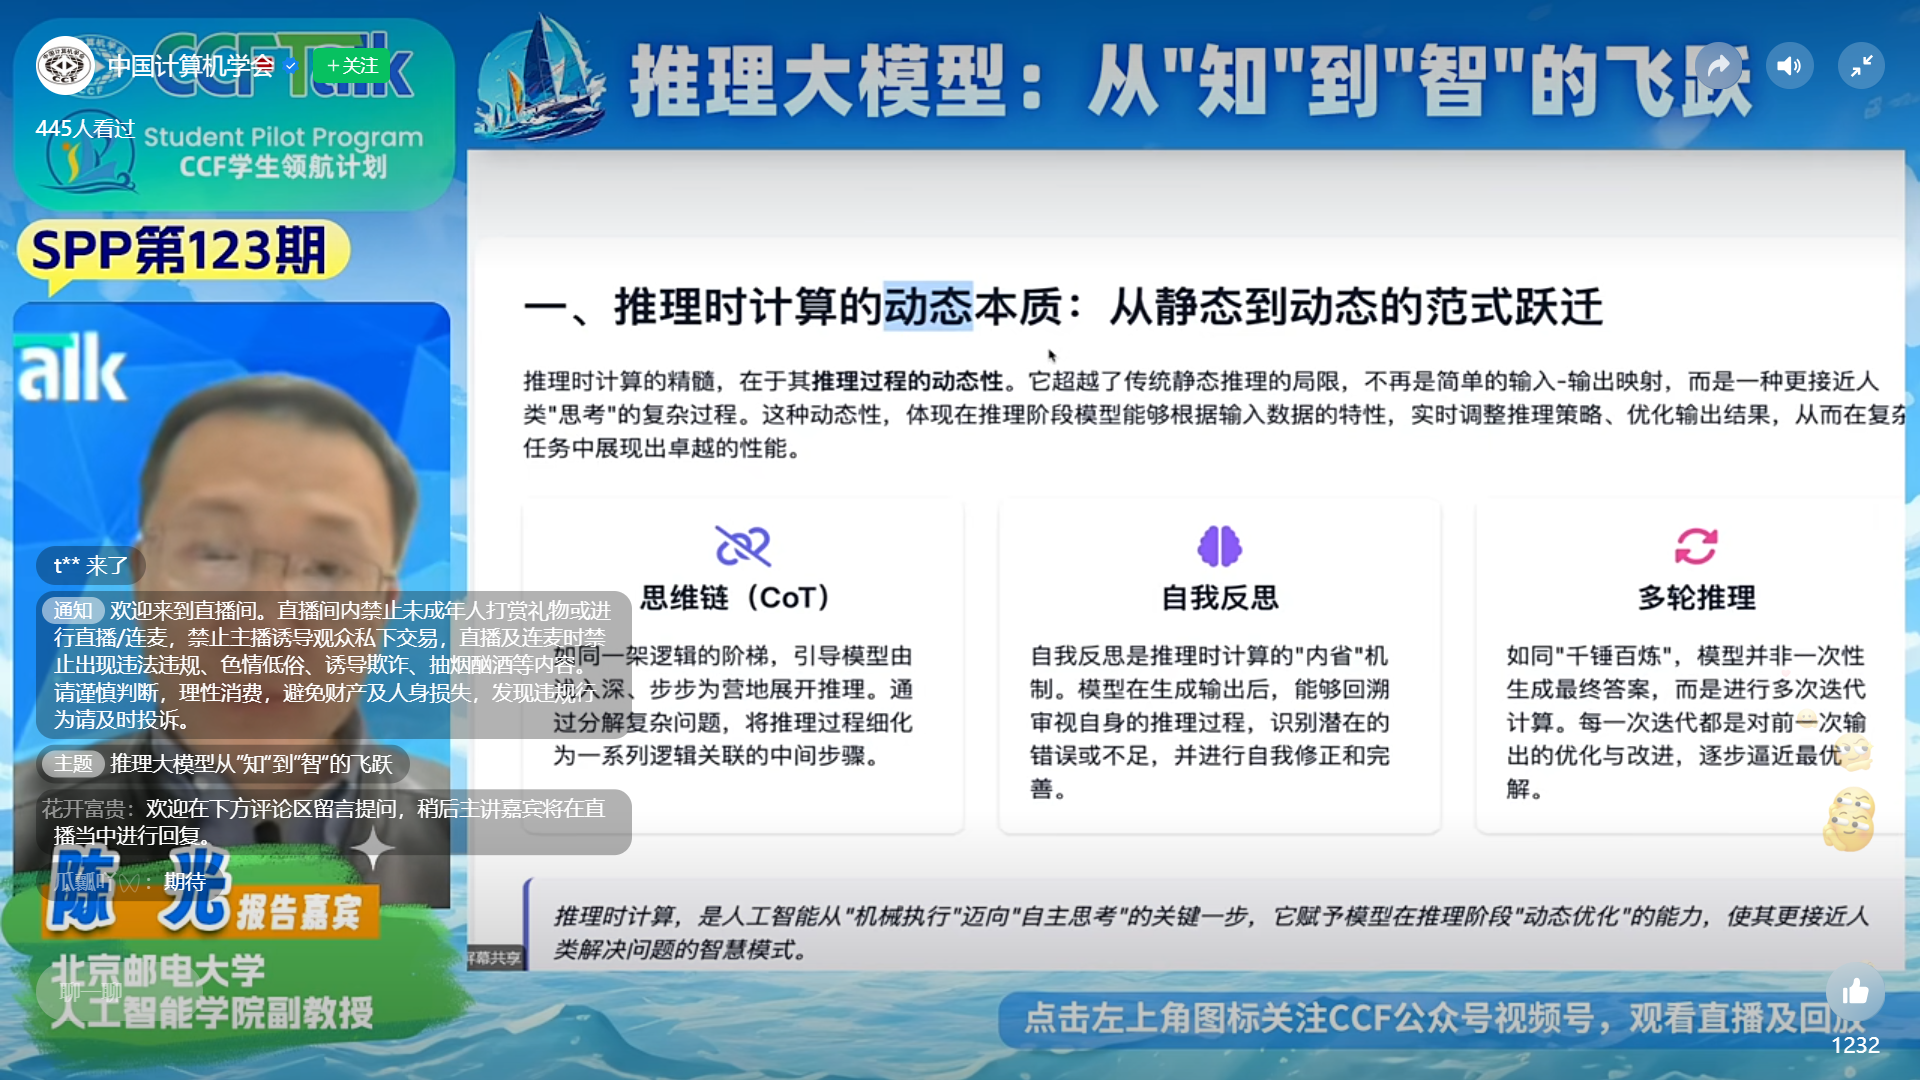 中国计算机学会
+关注
CCFTalk
445人看过
Student Pilot Program
CCF学生领航计划
SPP第123期
推理大模型：从"知"到"智"的飞跃
一、推理时计算的动态本质：从静态到动态的范式跃迁
推理时计算的精髓，在于其推理过程的动态性。它超越了传统静态推理的局限，不再是简单的输入-输出映射，而是一种更接近人
类"思考"的复杂过程。这种动态性，体现在推理阶段模型能够根据输入数据的特性，实时调整推理策略、优化输出结果，从而在复杂
任务中展现出卓越的性能。
思维链（CoT）
如同一架逻辑的阶梯，引导模型由
浅入深、步步为营地展开推理。通
过分解复杂问题，将推理过程细化
为一系列逻辑关联的中间步骤。
自我反思
自我反思是推理时计算的"内省"机
制。模型在生成输出后，能够回溯
审视自身的推理过程，识别潜在的
错误或不足，并进行自我修正和完
善。
多轮推理
如同"千锤百炼"，模型并非一次性
生成最终答案，而是进行多次迭代
计算。每一次迭代都是对前一次输
出的优化与改进，逐步逼近最优
解。
推理时计算，是人工智能从"机械执行"迈向"自主思考"的关键一步，它赋予模型在推理阶段"动态优化"的能力，使其更接近人
类解决问题的智慧模式。
屏幕共享
alk
t** 来了
通知 欢迎来到直播间。直播间内禁止未成年人打赏礼物或进
行直播/连麦，禁止主播诱导观众私下交易，直播及连麦时禁
止出现违法违规、色情低俗、诱导欺诈、抽烟酗酒等内容。
请谨慎判断，理性消费，避免财产及人身损失，发现违规行
为请及时投诉。
主题 推理大模型从“知“到”智“的飞跃
花开富贵：欢迎在下方评论区留言提问，稍后主讲嘉宾将在直
播当中进行回复。
期待
陈 光 报告嘉宾
北京邮电大学
人工智能学院副教授
聊一聊
点击左上角图标关注CCF公众号视频号，观看直播及回放
1232